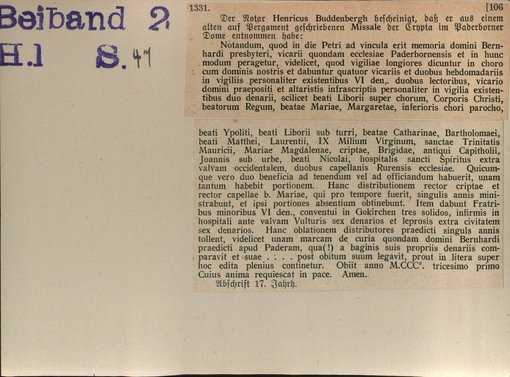 Beiband 2
H.1 S. 47
1331. [106
Der Notar Henricus Buddenbergh bescheinigt, daß er aus einem
alten auf Pergament geschriebenen Missale der Crypta im Paderborner
Dome entnommen habe:
Notandum, quod in die Petri ad vincula erit memoria domini Bern-
hardi presbyteri, vicarii quondam ecclesiae Paderbornensis et in hunc
modum peragetur, videlicet, quod vigiliae longiores dicuntur in choro
cum dominis nostris et dabuntur quatuor vicariis et duobus hebdomadariis
in vigiliis personaliter existentibus VI den., duobus lectoribus, vicario
domini praepositi et altaristis infrascriptis personaliter in vigilia existen-
tibus duo denarii, scilicet beati Liborii super chorum, Corporis Christi,
beatorum Regum, beatae Mariae, Margaretae, inferioris chori parocho,
beati Ypoliti, beati Liborii sub turri, beatae Catharinae, Bartholomaei,
beati Matthei, Laurentii, IX Milium Virginum, sanctae Trinitatis
Mauricii, Mariae Magdalenae, criptae, Brigidae, antiqui Capitholii,
Joannis sub urbe, beati Nicolai, hospitalis sancti Spiritus extra
valvam occidentalem, duobus capellanis Rurensis ecclesiae. Quicum-
que vero duo beneficia ad tenendum vel ad officiandum habuerit, unam
tantum habebit portionem. Hanc distributionem rector criptae et
rector capellae b. Mariae, qui pro tempore fuerit, singulis annis mini-
strabunt, et ipsi portiones absentium obtinebunt. Item dabunt Fratri-
bus minoribus VI den., conventui in Gokirchen tres solidos, infirmis in
hospitali ante valvam Vulturis sex denarios et leprosis extra civitatem
sex denarios. Hanc oblationem distributores praedicti singuls annis
tollent, videlicet unam marcam de curia quondam domini Bernhardi
praedicti apud Paderam, qua(!) a baginis suis propriis denariis com-
paravit et suae . : . . post obitum suum legavit, prout in litera super
hoc edita plenius continetur. Obiit anno M.CCCº. tricesimo primo
Cuius anima requiescat in pace. Amen.
Abschrift 17. Jahrh.